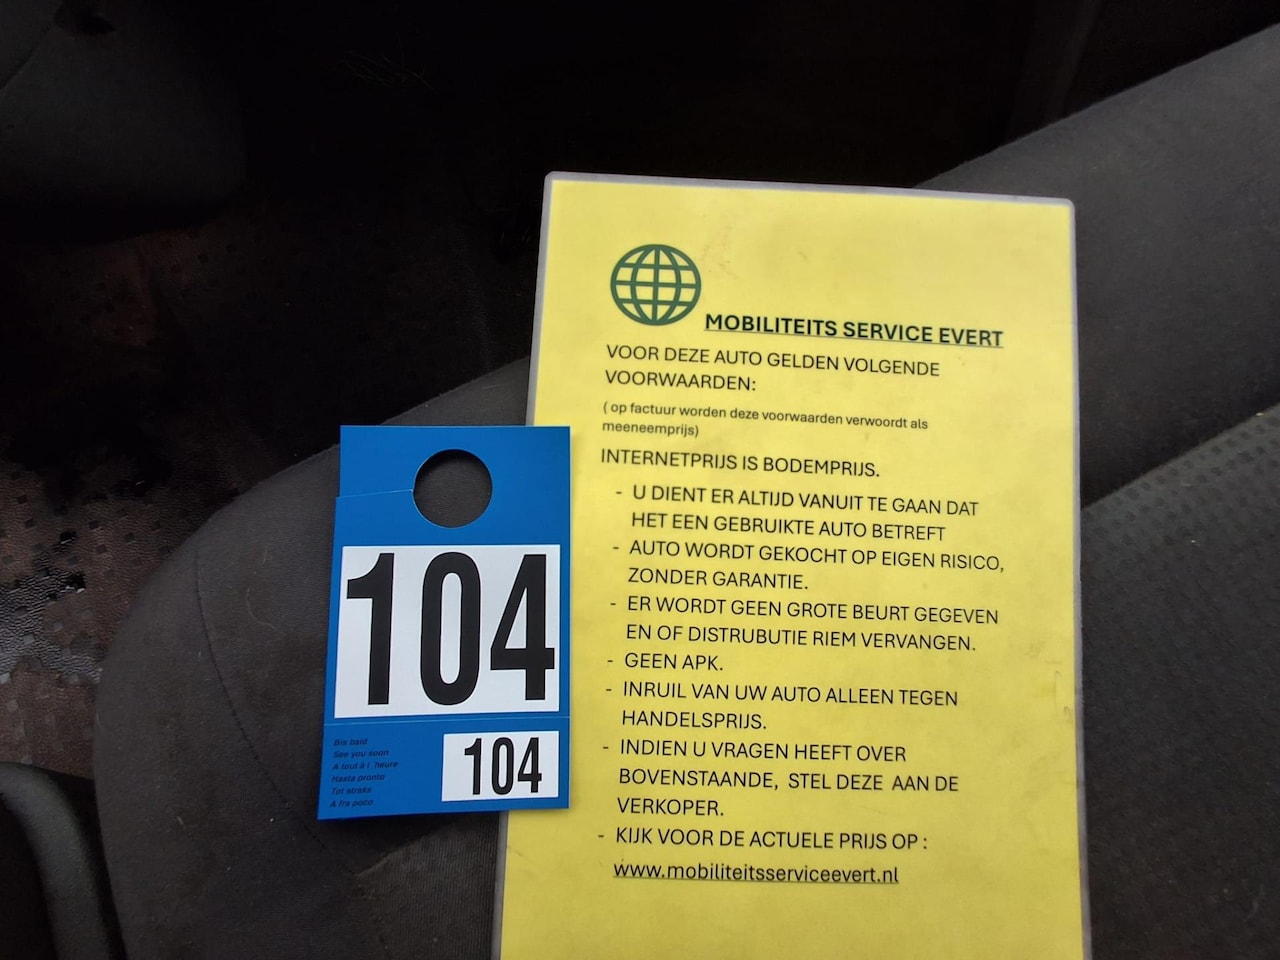 MOBILITEITS SERVICE EVERT
VOOR DEZE AUTO GELDEN VOLGENDE
VOORWAARDEN:
( op factuur worden deze voorwaarden verwoordt als
meeneemprijs)
INTERNETPRIJS IS BODEMPRIJS.
- U DIENT ER ALTIJD VANUIT TE GAAN DAT
HET EEN GEBRUIKTE AUTO BETREFT
- AUTO WORDT GEKOCHT OP EIGEN RISICO,
ZONDER GARANTIE.
- ER WORDT GEEN GROTE BEURT GEGEVEN
EN OF DISTRUBUTIE RIEM VERVANGEN.
- GEEN APK.
- INRUIL VAN UW AUTO ALLEEN TEGEN
HANDELSPRIJS.
- INDIEN U VRAGEN HEEFT OVER
BOVENSTAANDE, STEL DEZE AAN DE
VERKOPER.
- KIJK VOOR DE ACTUELE PRIJS OP :
www.mobiliteitsserviceevert.nl
104
Bis bald
See you soon
A tout à l 'heure
Hasta pronto
Tot straks
A fra poco
104